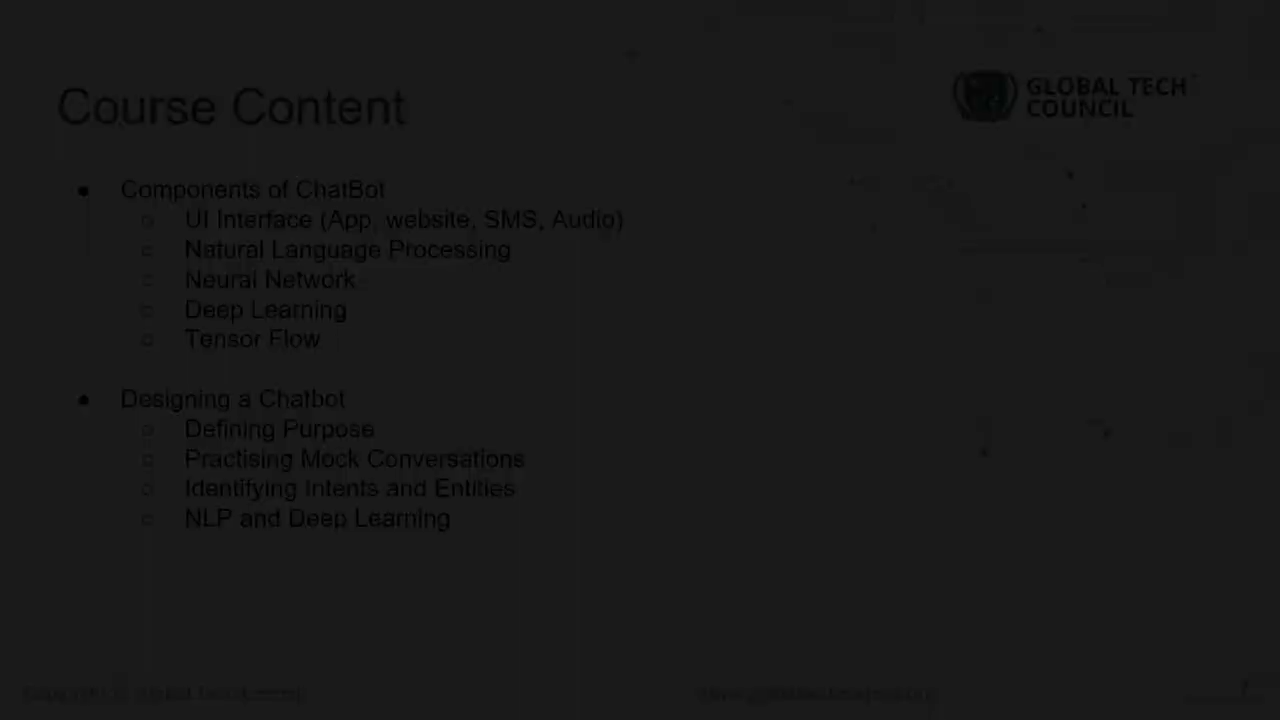 Course Content
GLOBAL TECH
COUNCIL
● Components of ChatBot
○ UI Interface (App, website, SMS, Audio)
○ Natural Language Processing
○ Neural Network
○ Deep Learning
○ Tensor Flow
● Designing a Chatbot
○ Defining Purpose
○ Practising Mock Conversations
○ Identifying Intents and Entities
○ NLP and Deep Learning